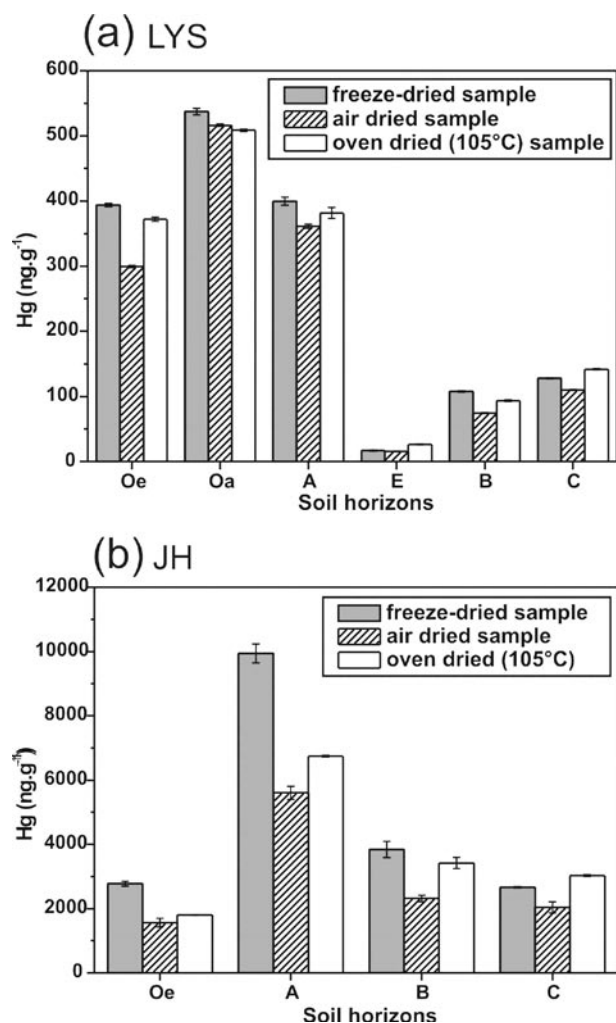 (a) LYS
600
500
400
300
200
100
0
Hg (ng.g⁻¹)
freeze-dried sample
air dried sample
oven dried (105°C) sample
Oe Oa A E B C
Soil horizons
(b) JH
12000
10000
8000
6000
4000
2000
0
Hg (ng.g⁻¹)
freeze-dried sample
air dried sample
oven dried (105°C)
Oe A B C
Soil horizons